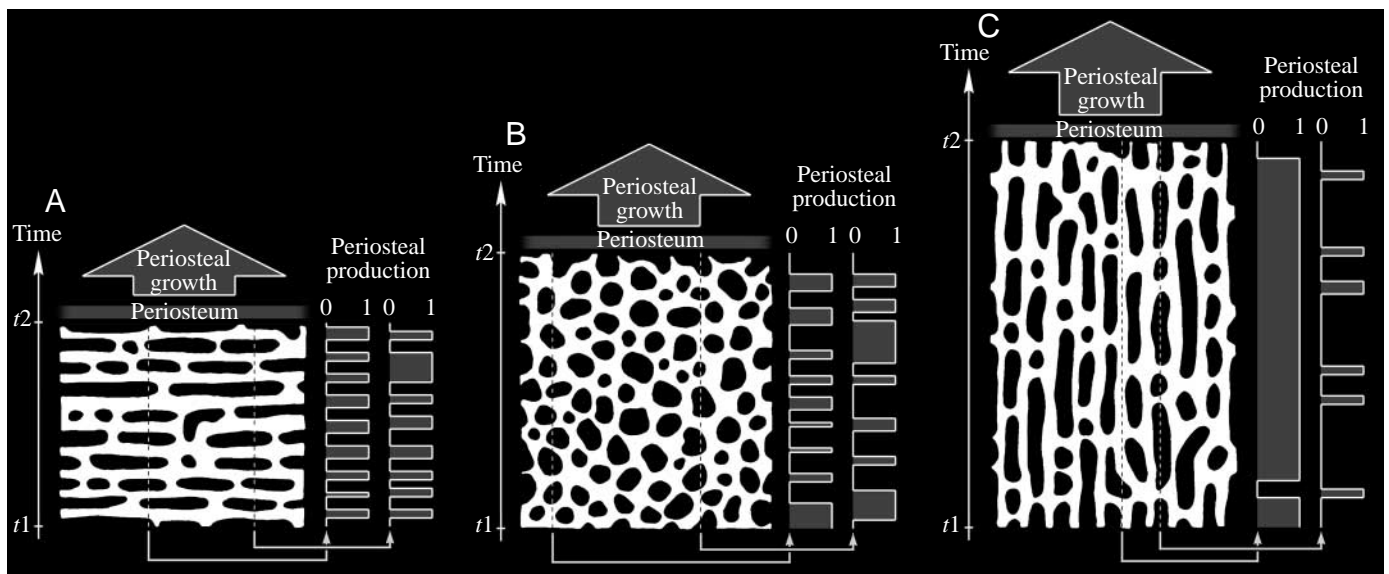 A
Time
t2
t1
Periosteal
growth
Periosteum
Periosteal
production
0 1 0 1
B
Time
t2
t1
Periosteal
growth
Periosteum
Periosteal
production
0 1 0 1
C
Time
t2
t1
Periosteal
growth
Periosteum
Periosteal
production
0 1 0 1